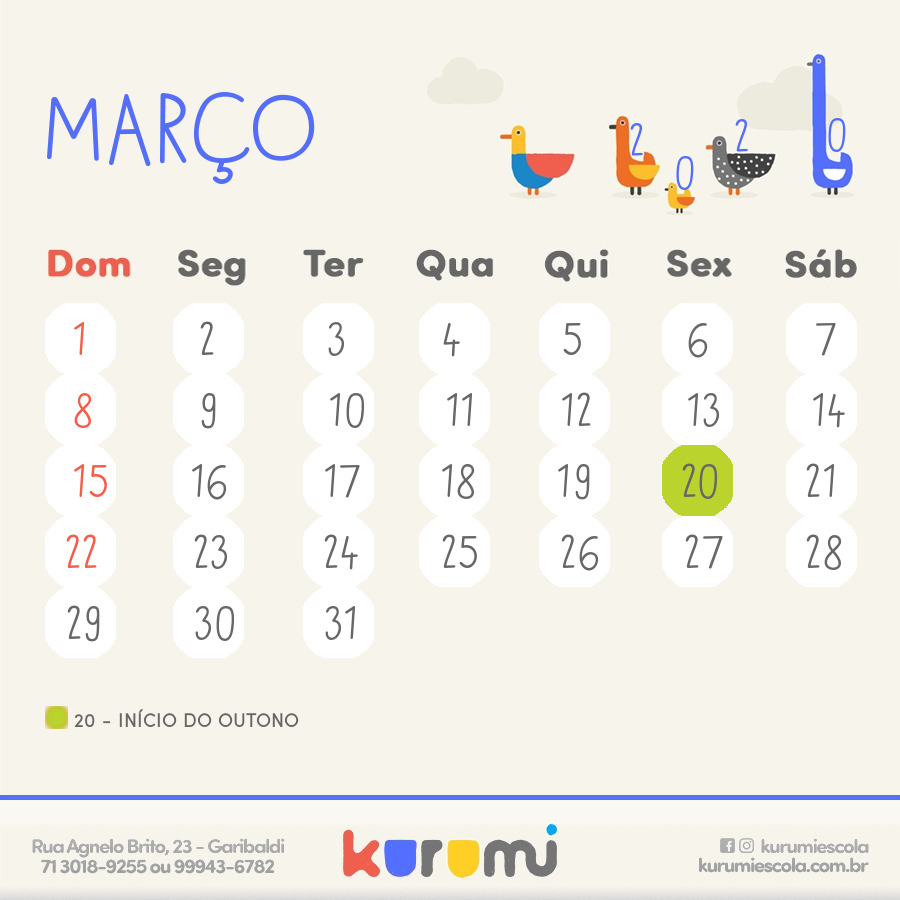 MARÇO
2 0 2 0
Dom Seg Ter Qua Qui Sex Sáb
1 2 3 4 5 6 7
8 9 10 11 12 13 14
15 16 17 18 19 20 21
22 23 24 25 26 27 28
29 30 31
20 - INÍCIO DO OUTONO
Rua Agnelo Brito, 23 - Garibaldi
71 3018-9255 ou 99943-6782
kurumi
kurumiescola
kurumiescola.com.br